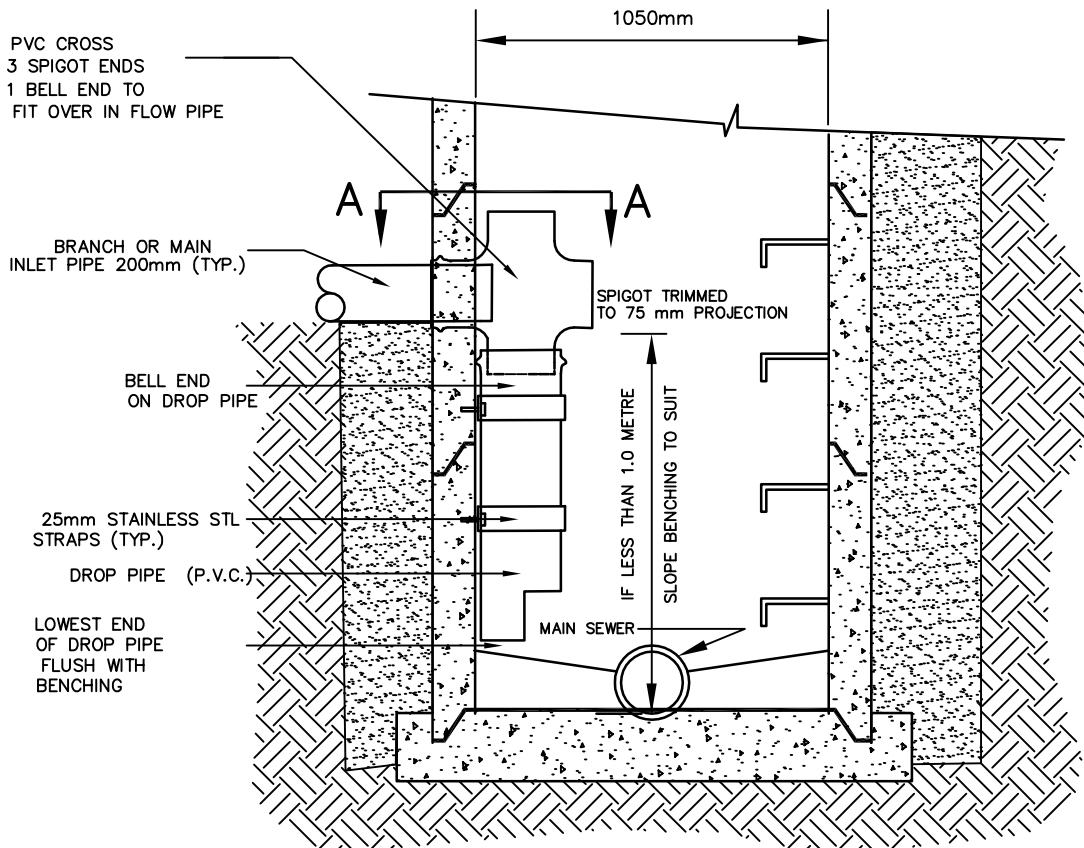 1050mm
PVC CROSS
3 SPIGOT ENDS
1 BELL END TO
FIT OVER IN FLOW PIPE
A
A
BRANCH OR MAIN
INLET PIPE 200mm (TYP.)
SPIGOT TRIMMED
TO 75 mm PROJECTION
BELL END
ON DROP PIPE
IF LESS THAN 1.0 METRE
SLOPE BENCHING TO SUIT
25mm STAINLESS STL
STRAPS (TYP.)
DROP PIPE (P.V.C.)
LOWEST END
OF DROP PIPE
FLUSH WITH
BENCHING
MAIN SEWER